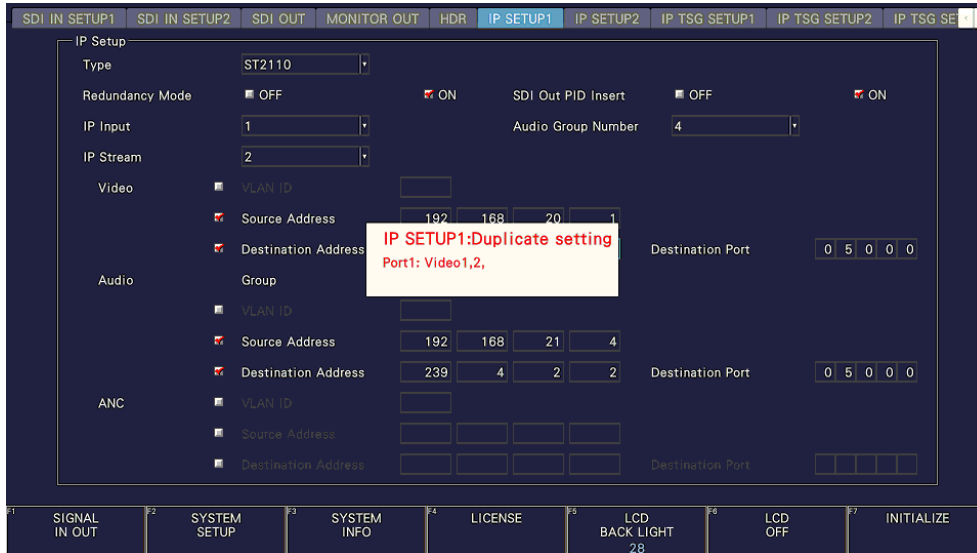 SDI IN SETUP1 SDI IN SETUP2 SDI OUT MONITOR OUT HDR IP SETUP1 IP SETUP2 IP TSG SETUP1 IP TSG SETUP2 IP TSG SE
IP Setup
Type ST2110
Redundancy Mode OFF ON SDI Out PID Insert OFF ON
IP Input 1 Audio Group Number 4
IP Stream 2
Video VLAN ID
Source Address 192 168 20 1
IP SETUP1:Duplicate setting
Destination Address Destination Port 0 5 0 0 0
Port1: Video1,2,
Audio Group
VLAN ID
Source Address 192 168 21 4
Destination Address 239 4 2 2 Destination Port 0 5 0 0 0
ANC VLAN ID
Source Address
Destination Address Destination Port
F1 SIGNAL IN OUT F2 SYSTEM SETUP F3 SYSTEM INFO F4 LICENSE F5 LCD BACK LIGHT F6 LCD OFF F7 INITIALIZE
28